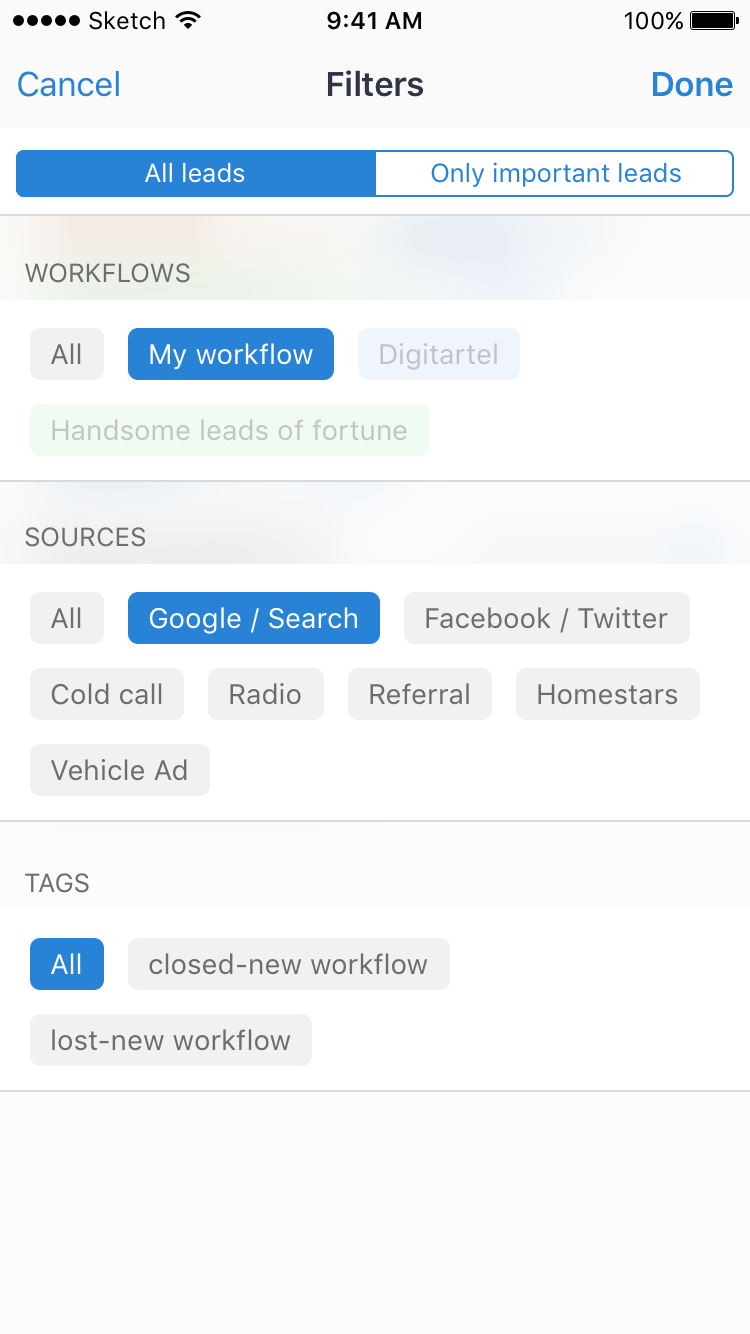 Sketch 9:41 AM 100%
Cancel Filters Done
All leads Only important leads
WORKFLOWS
All My workflow Digitartel
Handsome leads of fortune
SOURCES
All Google / Search Facebook / Twitter
Cold call Radio Referral Homestars
Vehicle Ad
TAGS
All closed-new workflow
lost-new workflow